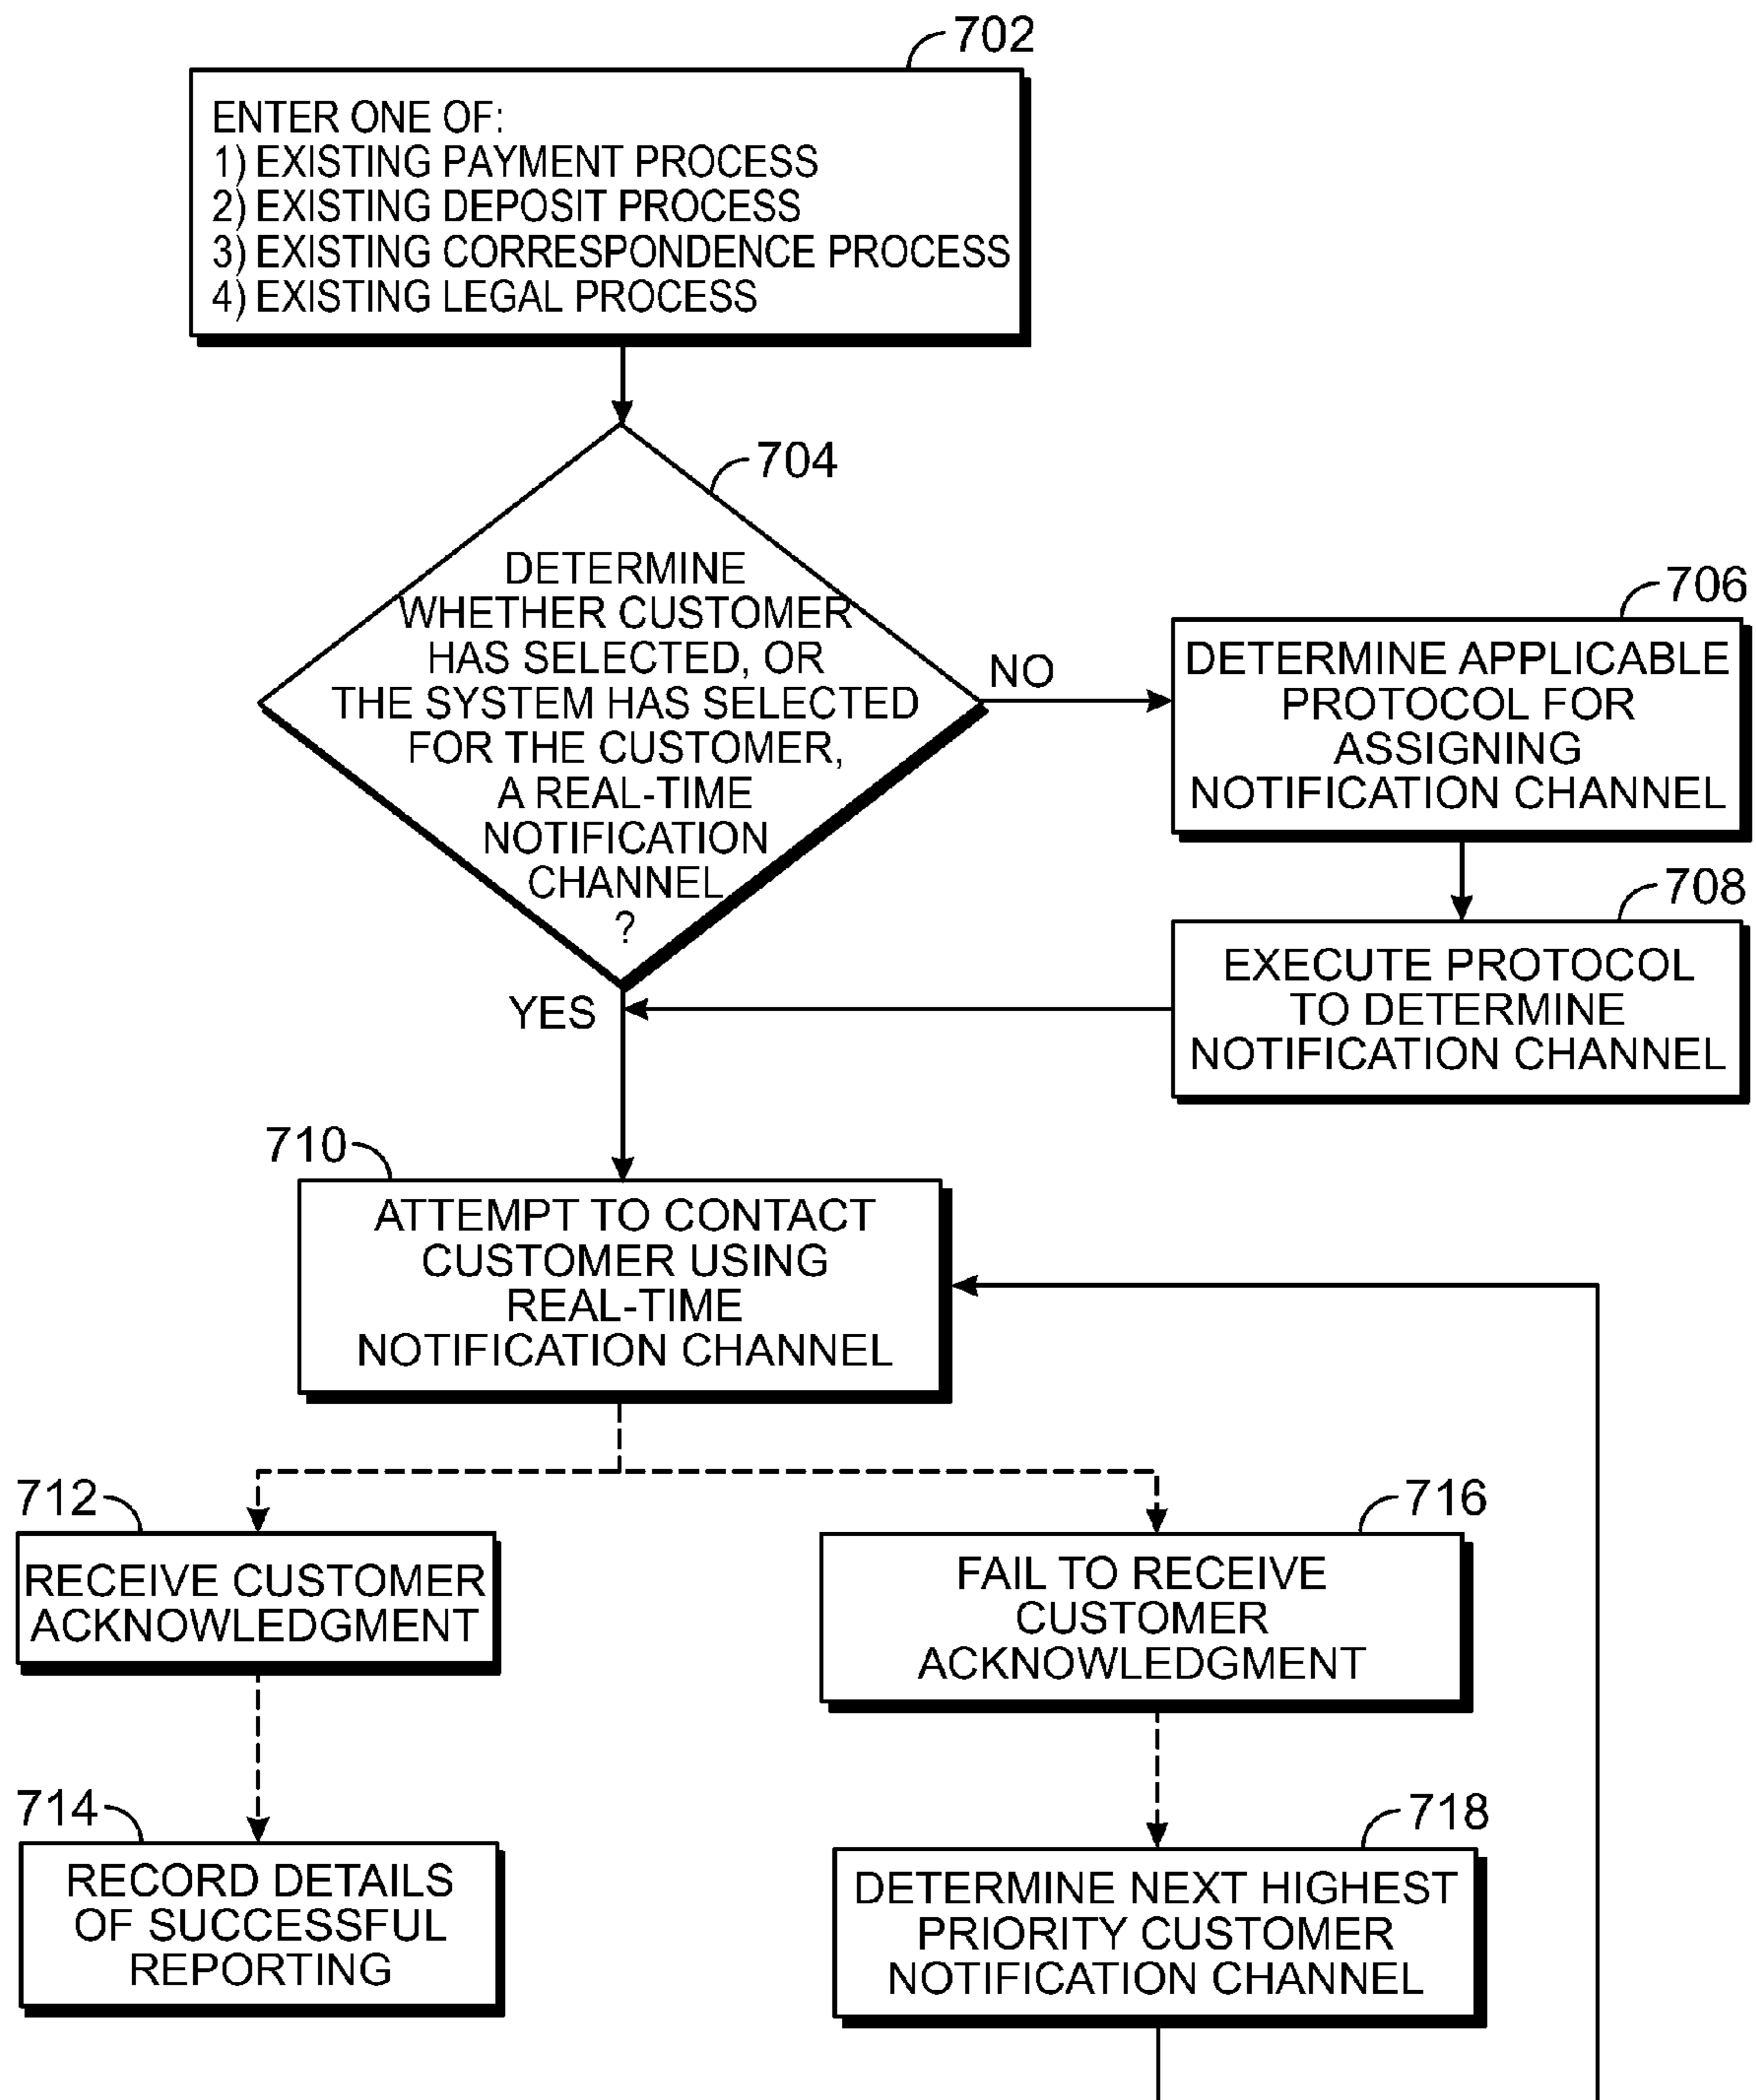 702
ENTER ONE OF:
1) EXISTING PAYMENT PROCESS
2) EXISTING DEPOSIT PROCESS
3) EXISTING CORRESPONDENCE PROCESS
4) EXISTING LEGAL PROCESS
704
DETERMINE
WHETHER CUSTOMER
HAS SELECTED, OR
THE SYSTEM HAS SELECTED
FOR THE CUSTOMER,
A REAL-TIME
NOTIFICATION
CHANNEL
?
NO
706
DETERMINE APPLICABLE
PROTOCOL FOR
ASSIGNING
NOTIFICATION CHANNEL
708
EXECUTE PROTOCOL
TO DETERMINE
NOTIFICATION CHANNEL
YES
710
ATTEMPT TO CONTACT
CUSTOMER USING
REAL-TIME
NOTIFICATION CHANNEL
712
RECEIVE CUSTOMER
ACKNOWLEDGMENT
714
RECORD DETAILS
OF SUCCESSFUL
REPORTING
716
FAIL TO RECEIVE
CUSTOMER
ACKNOWLEDGMENT
718
DETERMINE NEXT HIGHEST
PRIORITY CUSTOMER
NOTIFICATION CHANNEL